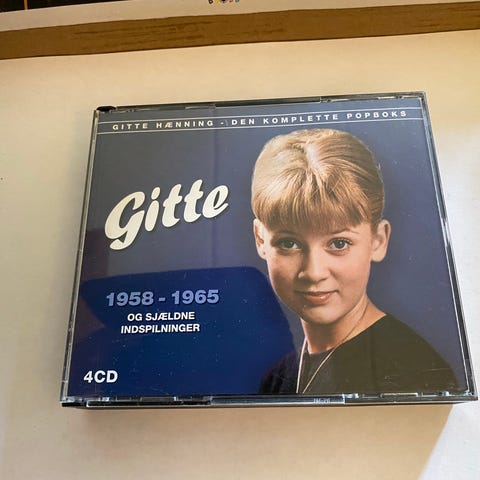 GITTE HÆNNING - DEN KOMPLETTE POPBOKS
Gitte
1958 - 1965
OG SJÆLDNE
INDSPILNINGER
4CD